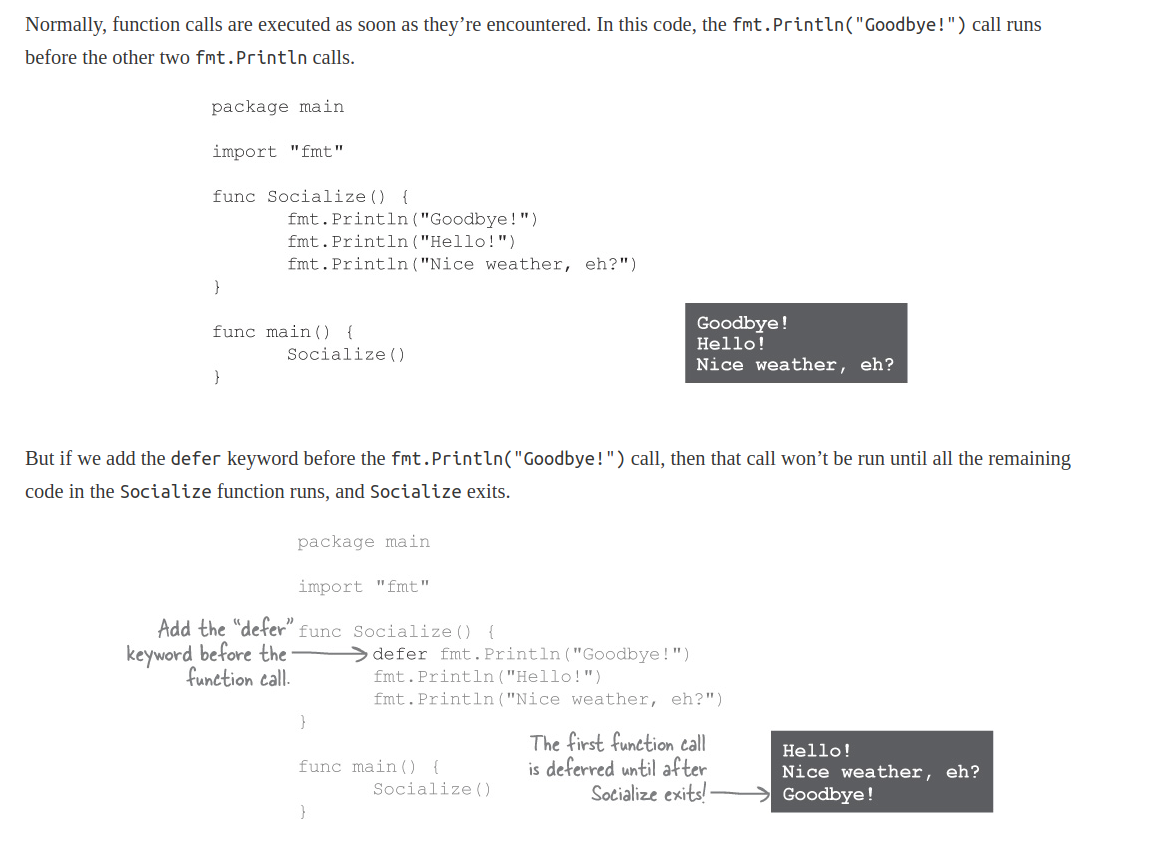 Normally, function calls are executed as soon as they’re encountered. In this code, the fmt.Println("Goodbye!") call runs
before the other two fmt.Println calls.
package main
import "fmt"
func Socialize() {
fmt.Println("Goodbye!")
fmt.Println("Hello!")
fmt.Println("Nice weather, eh?")
}
func main() {
Socialize()
}
Goodbye!
Hello!
Nice weather, eh?
But if we add the defer keyword before the fmt.Println("Goodbye!") call, then that call won’t be run until all the remaining
code in the Socialize function runs, and Socialize exits.
package main
import "fmt"
Add the “defer”
keyword before the
function call.
func Socialize() {
defer fmt.Println("Goodbye!")
fmt.Println("Hello!")
fmt.Println("Nice weather, eh?")
}
func main() {
Socialize()
}
The first function call
is deferred until after
Socialize exits!
Hello!
Nice weather, eh?
Goodbye!